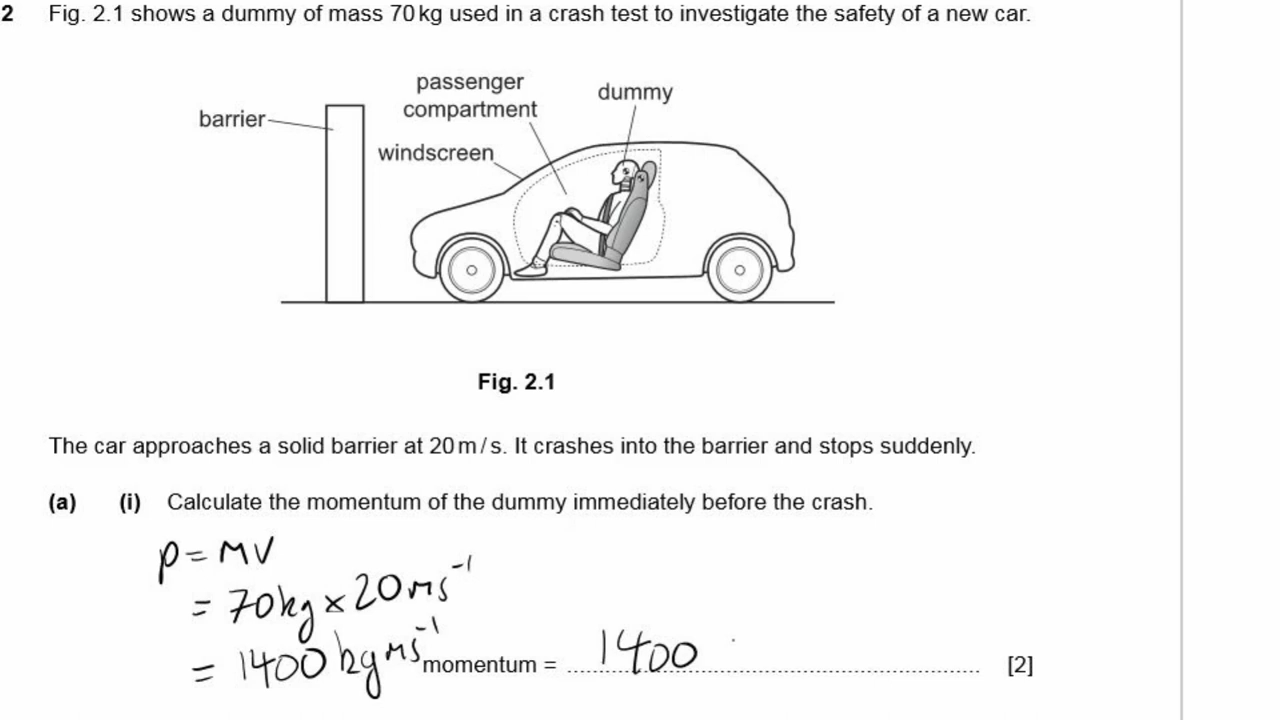 2 Fig. 2.1 shows a dummy of mass 70 kg used in a crash test to investigate the safety of a new car.
passenger
compartment
dummy
barrier
windscreen
Fig. 2.1
The car approaches a solid barrier at 20 m / s. It crashes into the barrier and stops suddenly.
(a) (i) Calculate the momentum of the dummy immediately before the crash.
p = MV
= 70kg × 20ms⁻¹
= 1400 kgms⁻¹ momentum = 1400 [2]